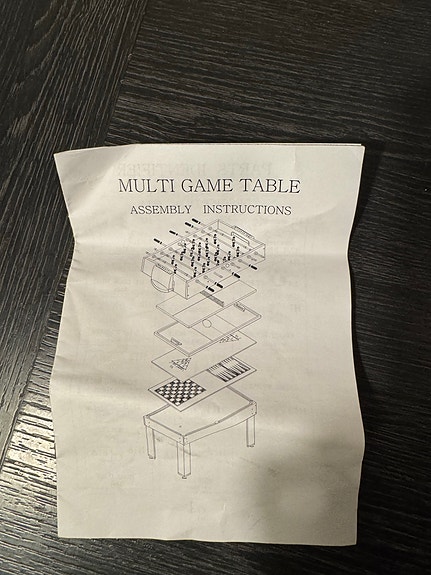 MULTI GAME TABLE
ASSEMBLY INSTRUCTIONS